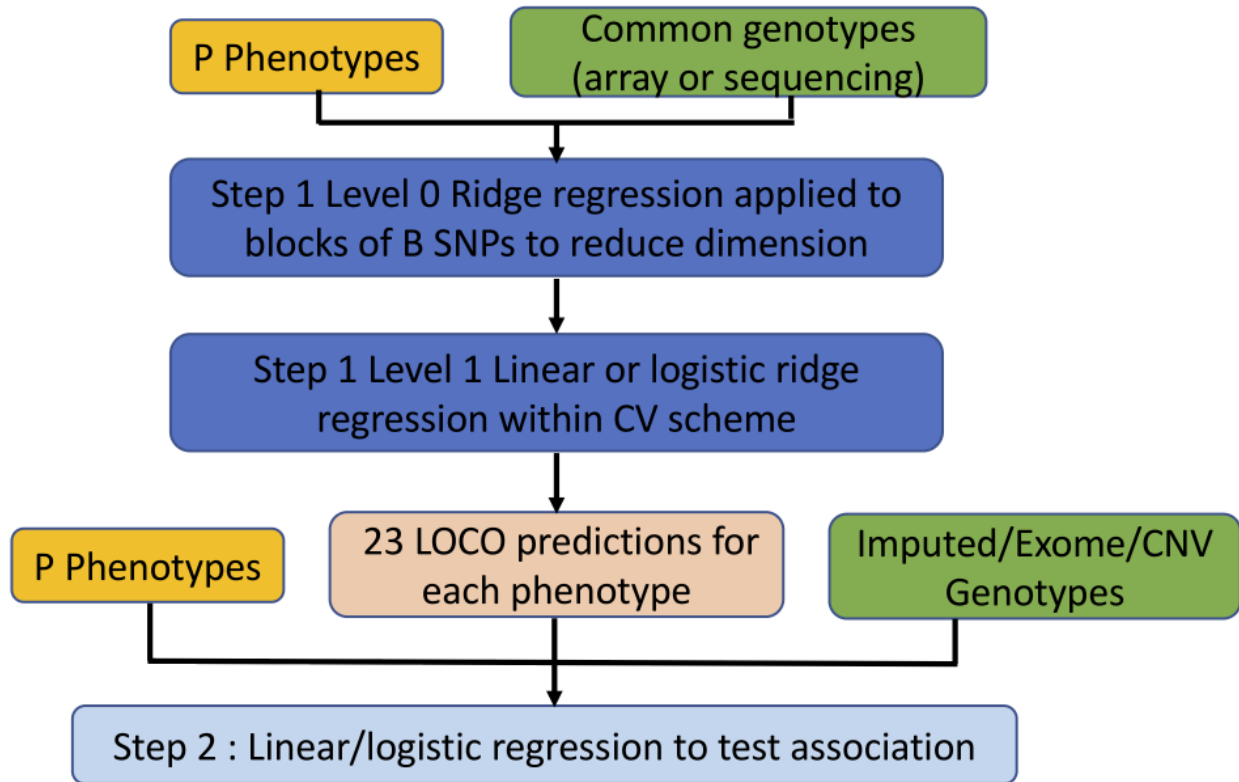 P Phenotypes
Common genotypes
(array or sequencing)
Step 1 Level 0 Ridge regression applied to
blocks of B SNPs to reduce dimension
Step 1 Level 1 Linear or logistic ridge
regression within CV scheme
P Phenotypes
23 LOCO predictions for
each phenotype
Imputed/Exome/CNV
Genotypes
Step 2 : Linear/logistic regression to test association